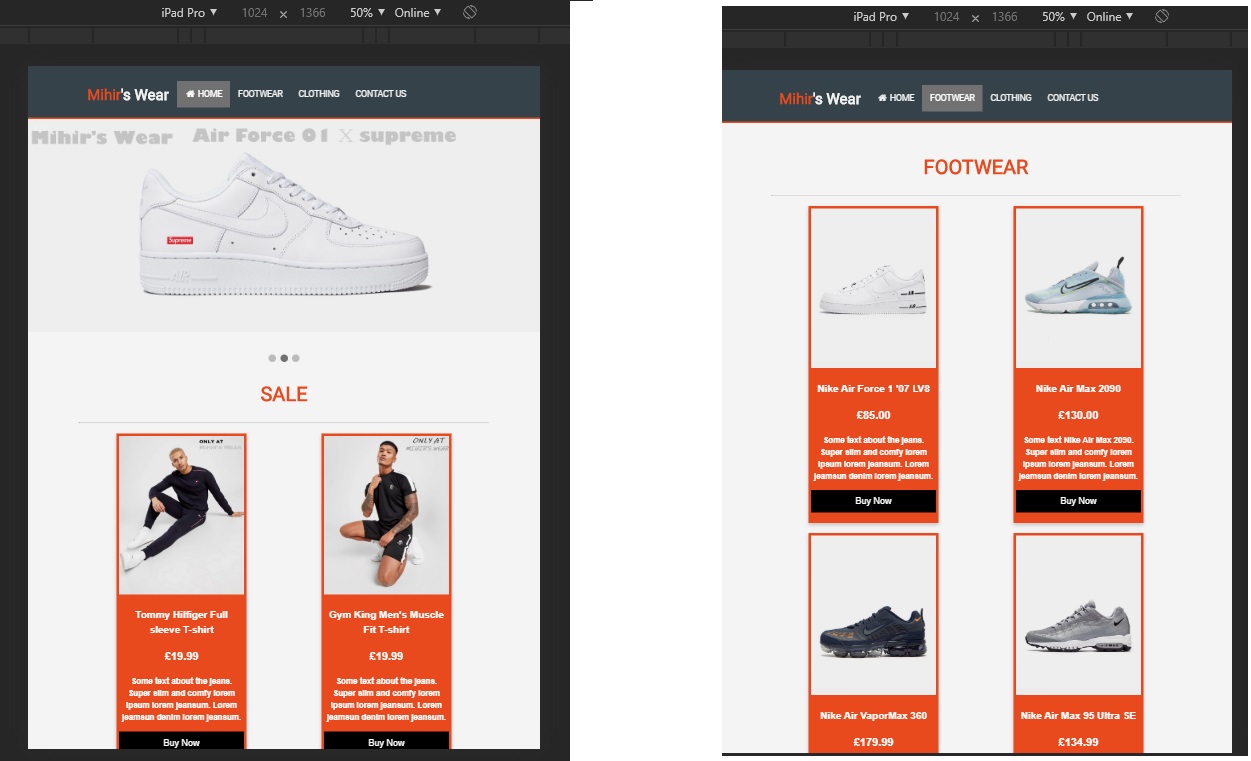 iPad Pro ▼ 1024 × 1366 50% ▼ Online ▼
Mihir's Wear HOME FOOTWEAR CLOTHING CONTACT US
Mihir's Wear Air Force 01 X supreme
Supreme
AIR
SALE
ONLY AT
MIHIR'S WEAR
ONLY AT
MIHIR'S WEAR
Tommy Hilfiger Full
sleeve T-shirt
£19.99
Some text about the jeans.
Super slim and comfy lorem
ipsum lorem jeansum. Lorem
jeamsun denim lorem jeansum.
Buy Now
Gym King Men's Muscle
Fit T-shirt
£19.99
Some text about the jeans.
Super slim and comfy lorem
ipsum lorem jeansum. Lorem
jeamsun denim lorem jeansum.
Buy Now
iPad Pro ▼ 1024 × 1366 50% ▼ Online ▼
Mihir's Wear HOME FOOTWEAR CLOTHING CONTACT US
FOOTWEAR
Nike Air Force 1 '07 LV8
£85.00
Some text about the jeans.
Super slim and comfy lorem
ipsum lorem jeansum. Lorem
jeamsun denim lorem jeansum.
Buy Now
Nike Air Max 2090
£130.00
Some text Nike Air Max 2090.
Super slim and comfy lorem
ipsum lorem jeansum. Lorem
jeamsun denim lorem jeansum.
Buy Now
Nike Air VaporMax 360
£179.99
Nike Air Max 95 Ultra SE
£134.99